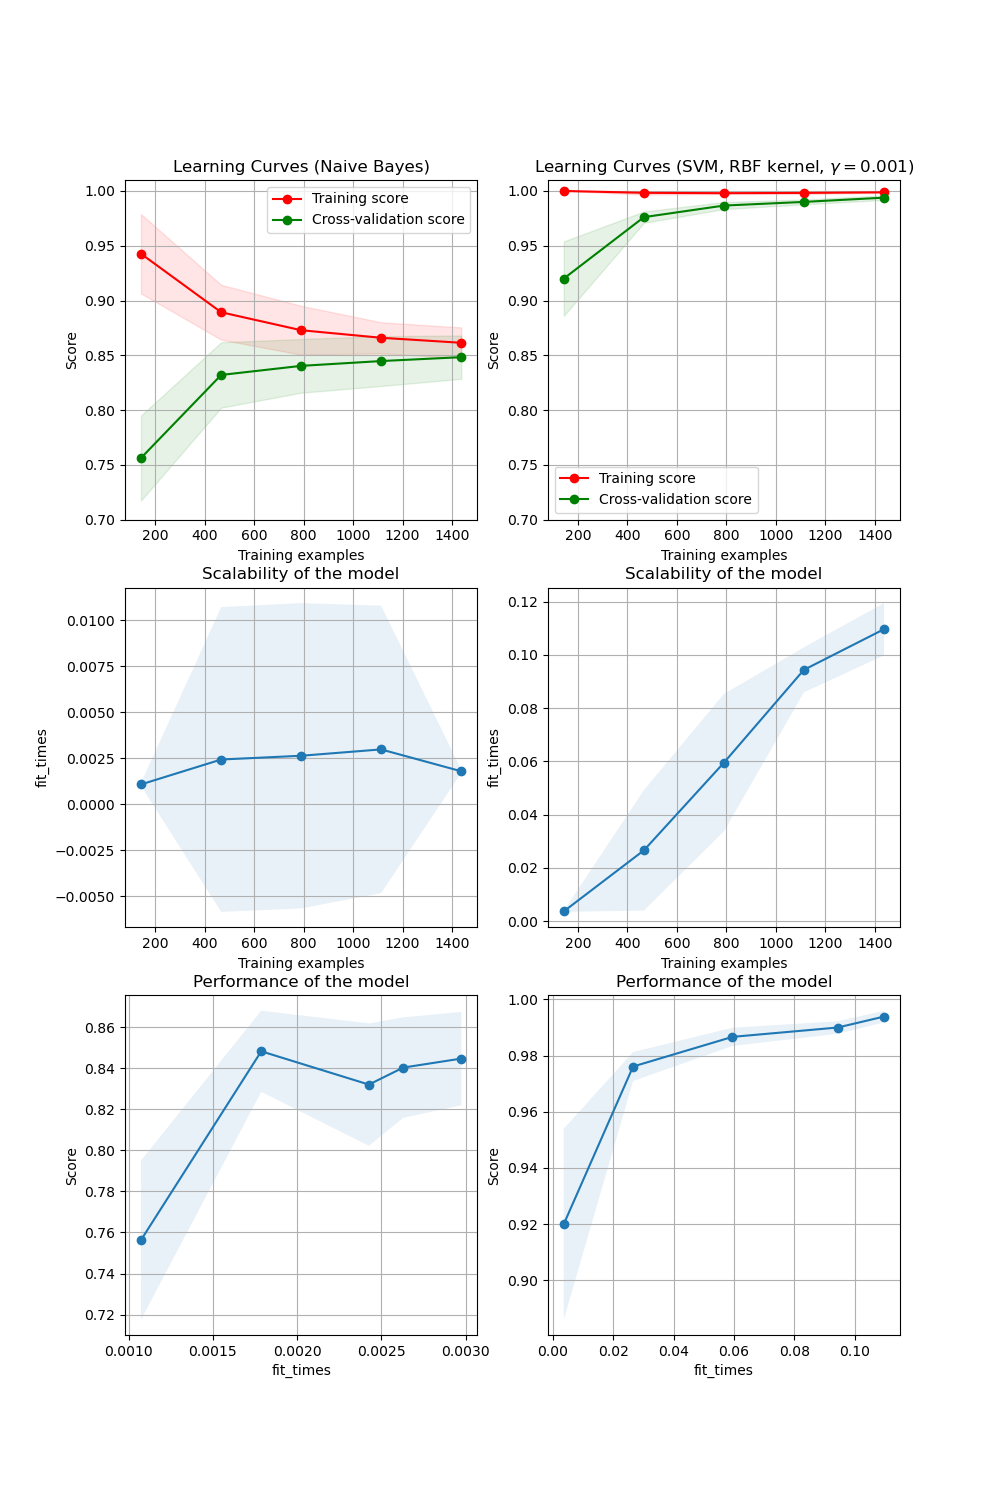 Learning Curves (Naive Bayes)
1.00
0.95
0.90
0.85
0.80
0.75
0.70
Score
Training score
Cross-validation score
200 400 600 800 1000 1200 1400
Training examples
Learning Curves (SVM, RBF kernel, γ = 0.001)
1.00
0.95
0.90
0.85
0.80
0.75
0.70
Score
Training score
Cross-validation score
200 400 600 800 1000 1200 1400
Training examples
Scalability of the model
0.0100
0.0075
0.0050
0.0025
0.0000
−0.0025
−0.0050
fit_times
200 400 600 800 1000 1200 1400
Training examples
Scalability of the model
0.12
0.10
0.08
0.06
0.04
0.02
0.00
fit_times
200 400 600 800 1000 1200 1400
Training examples
Performance of the model
0.86
0.84
0.82
0.80
0.78
0.76
0.74
0.72
Score
0.0010 0.0015 0.0020 0.0025 0.0030
fit_times
Performance of the model
1.00
0.98
0.96
0.94
0.92
0.90
Score
0.00 0.02 0.04 0.06 0.08 0.10
fit_times